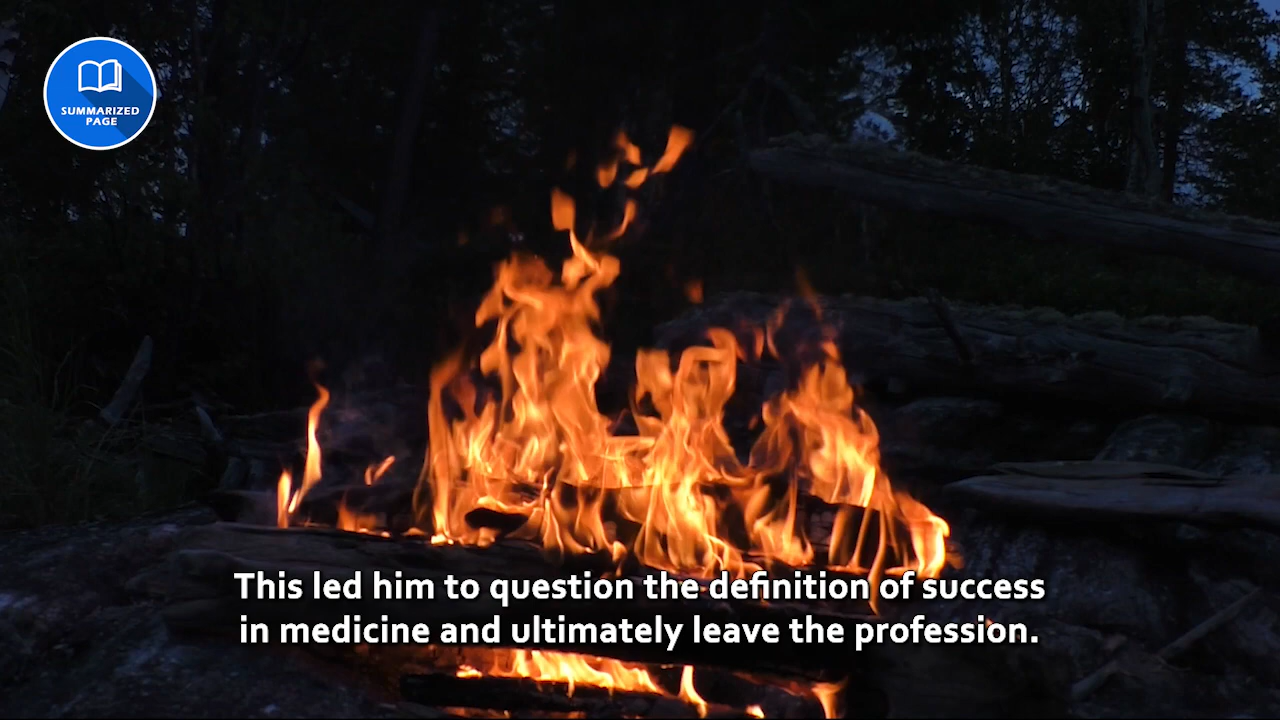 SUMMARIZED
PAGE
This led him to question the definition of success
in medicine and ultimately leave the profession.